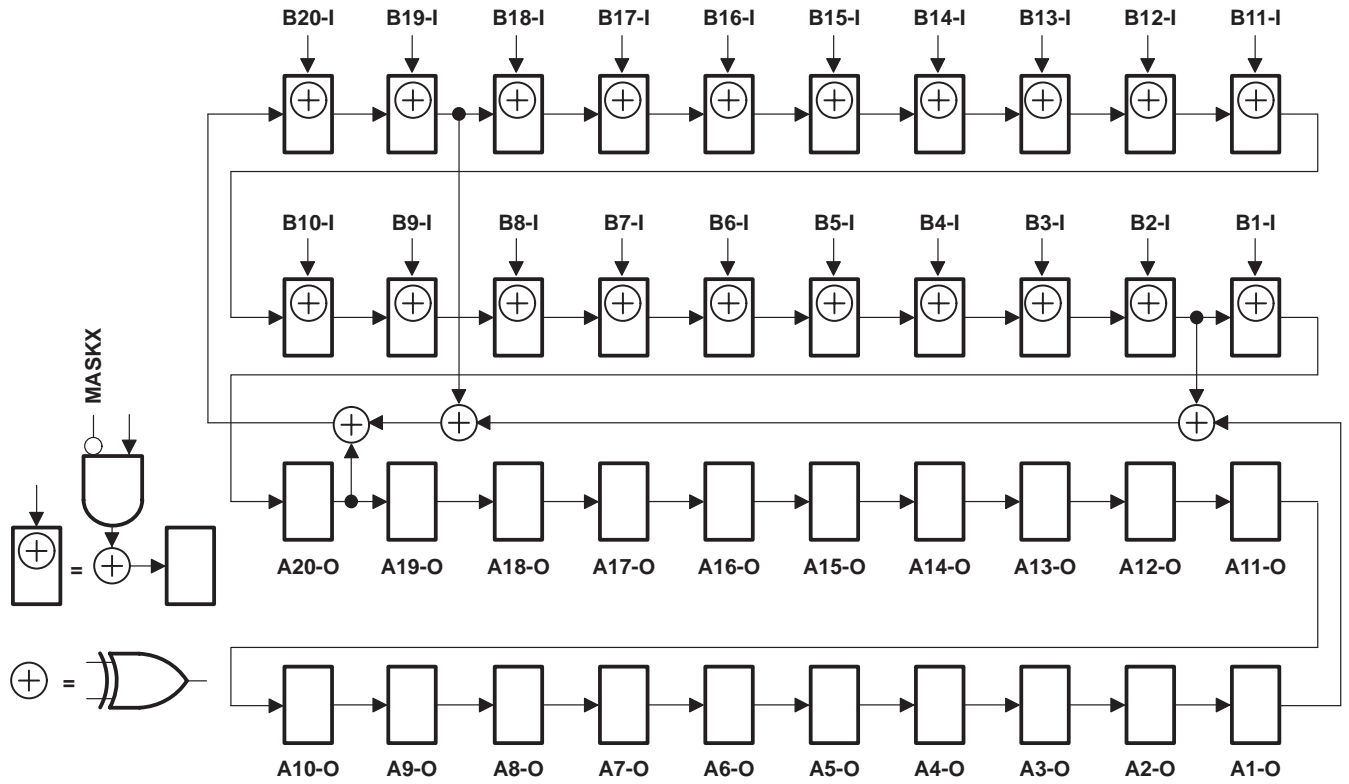 B20-I B19-I B18-I B17-I B16-I B15-I B14-I B13-I B12-I B11-I
B10-I B9-I B8-I B7-I B6-I B5-I B4-I B3-I B2-I B1-I
MASKX
A20-O A19-O A18-O A17-O A16-O A15-O A14-O A13-O A12-O A11-O
=
=
A10-O A9-O A8-O A7-O A6-O A5-O A4-O A3-O A2-O A1-O